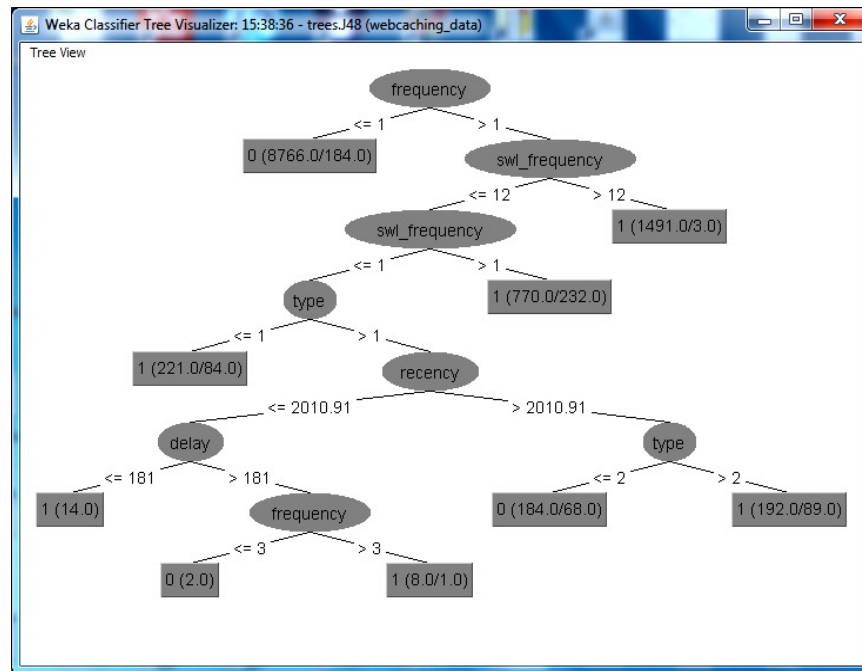 Weka Classifier Tree Visualizer: 15:38:36 - trees.J48 (webcaching_data)
Tree View
frequency
<= 1 > 1
0 (8766.0/184.0)
swl_frequency
<= 12 > 12
swl_frequency
1 (1491.0/3.0)
<= 1 > 1
type
1 (770.0/232.0)
<= 1 > 1
1 (221.0/84.0)
recency
<= 2010.91 > 2010.91
delay type
<= 181 > 181 <= 2 > 2
1 (14.0) frequency 0 (184.0/68.0) 1 (192.0/89.0)
<= 3 > 3
0 (2.0) 1 (8.0/1.0)